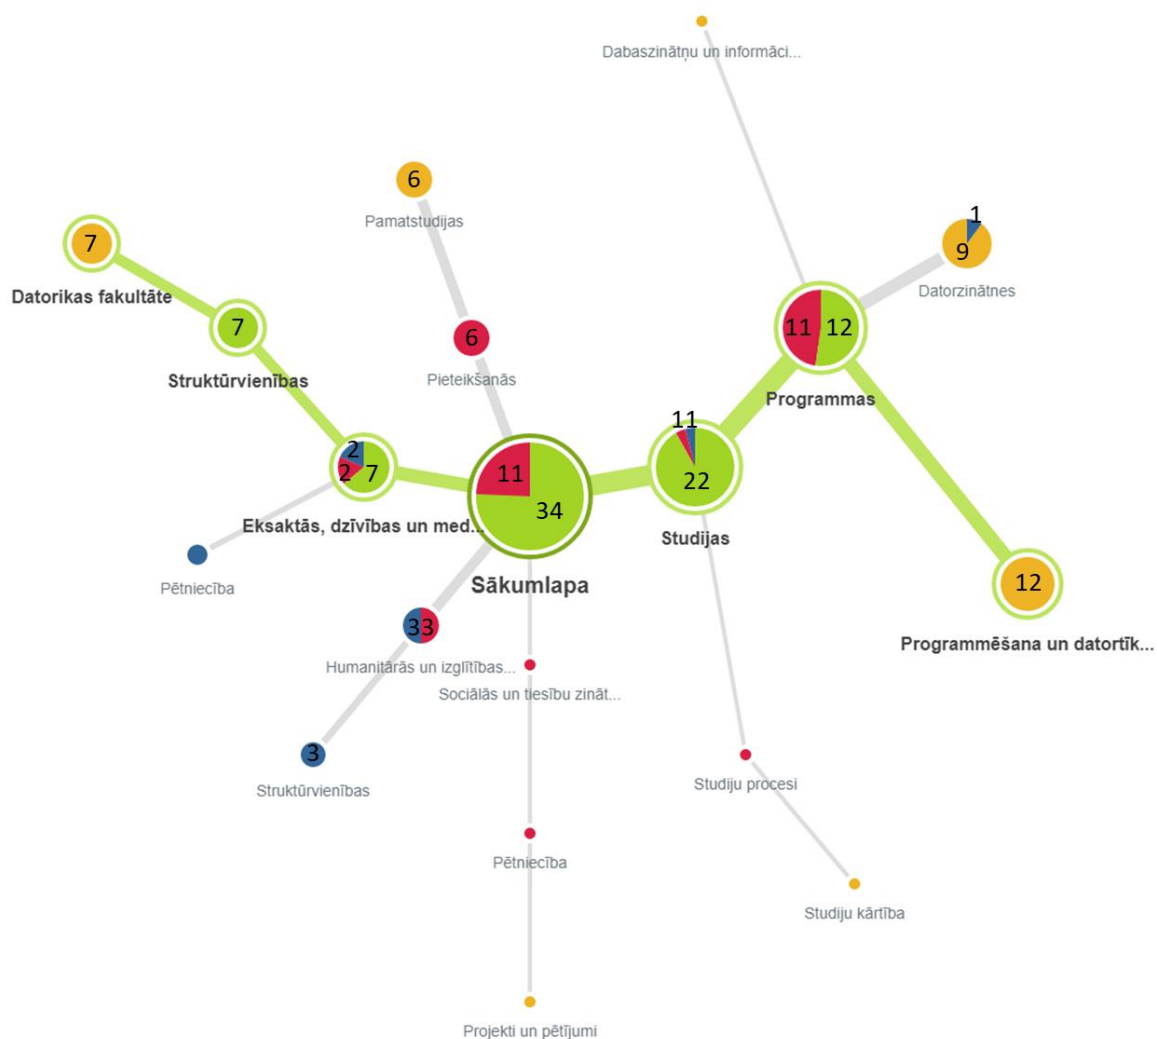 Dabaszinātņu un informāci...
6
Pamatstudijas
1
9
Datorzinātnes
7
Datorikas fakultāte
7
Struktūrvienības
6
Pieteikšanās
11 12
Programmas
2
2 7
Eksaktās, dzīvības un med...
11
34
Sākumlapa
11
22
Studijas
Pētniecība
12
Programmēšana un datortīk...
33
Humanitārās un izglītības...
Sociālās un tiesību zināt...
3
Struktūrvienības
Studiju procesi
Pētniecība
Studiju kārtība
Projekti un pētījumi